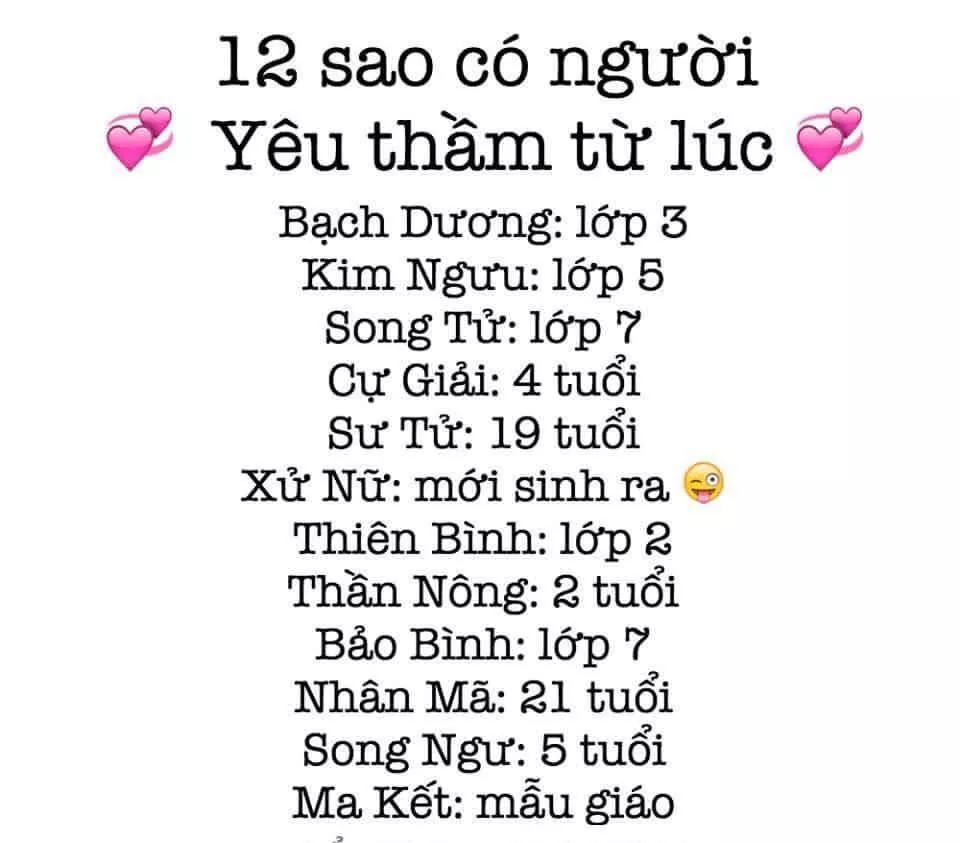 12 sao có người
💞 Yêu thầm từ lúc 💞
Bạch Dương: lớp 3
Kim Ngưu: lớp 5
Song Tử: lớp 7
Cự Giải: 4 tuổi
Sư Tử: 19 tuổi
Xử Nữ: mới sinh ra 😜
Thiên Bình: lớp 2
Thần Nông: 2 tuổi
Bảo Bình: lớp 7
Nhân Mã: 21 tuổi
Song Ngư: 5 tuổi
Ma Kết: mẫu giáo